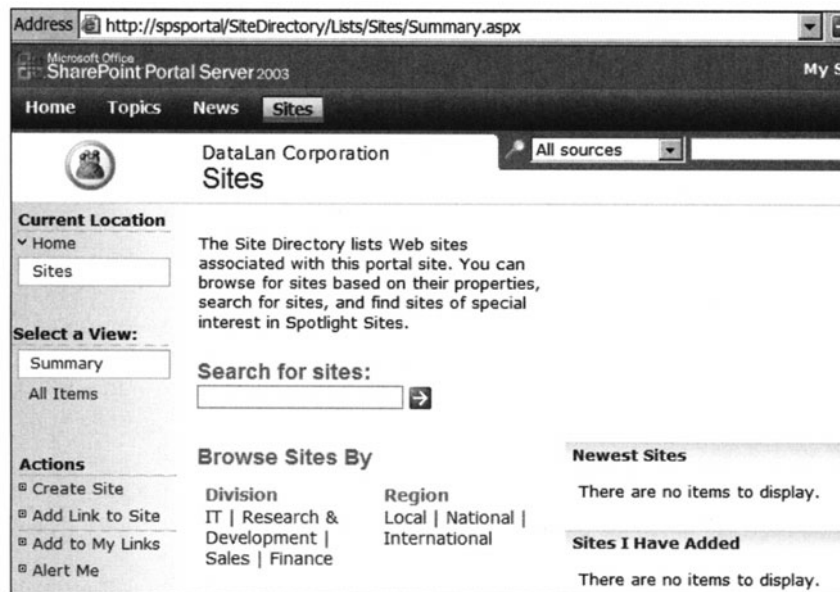 Address http://spsportal/SiteDirectory/Lists/Sites/Summary.aspx
Microsoft Office
SharePoint Portal Server 2003
My S
Home Topics News Sites
DataLan Corporation
Sites
All sources
Current Location
Home
Sites
The Site Directory lists Web sites
associated with this portal site. You can
browse for sites based on their properties,
search for sites, and find sites of special
interest in Spotlight Sites.
Select a View:
Summary
All Items
Search for sites:
Actions
Create Site
Add Link to Site
Add to My Links
Alert Me
Browse Sites By
Division
IT | Research &
Development |
Sales | Finance
Region
Local | National |
International
Newest Sites
There are no items to display.
Sites I Have Added
There are no items to display.